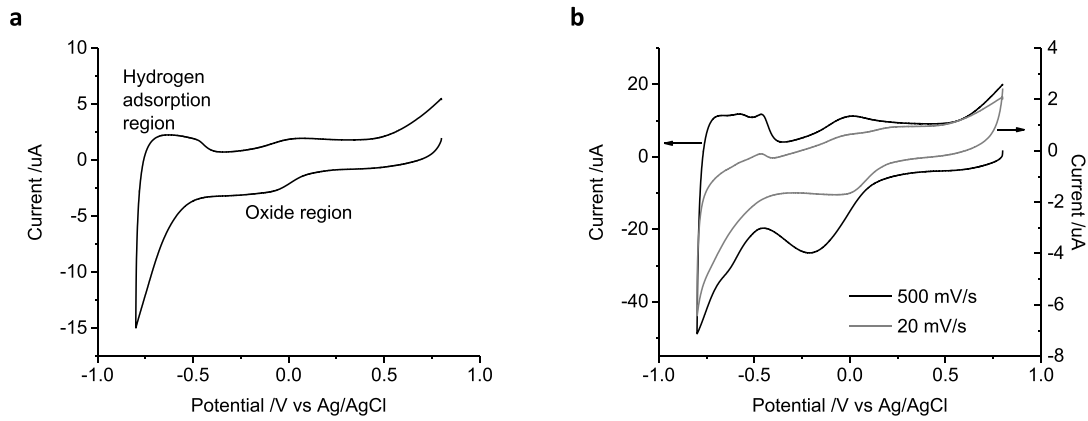 a
10
5
0
-5
-10
-15
Current /uA
Hydrogen
adsorption
region
Oxide region
-1.0 -0.5 0.0 0.5 1.0
Potential /V vs Ag/AgCl
b
20
0
-20
-40
Current /uA
4
2
0
-2
-4
-6
-8
Current /uA
500 mV/s
20 mV/s
-1.0 -0.5 0.0 0.5 1.0
Potential /V vs Ag/AgCl